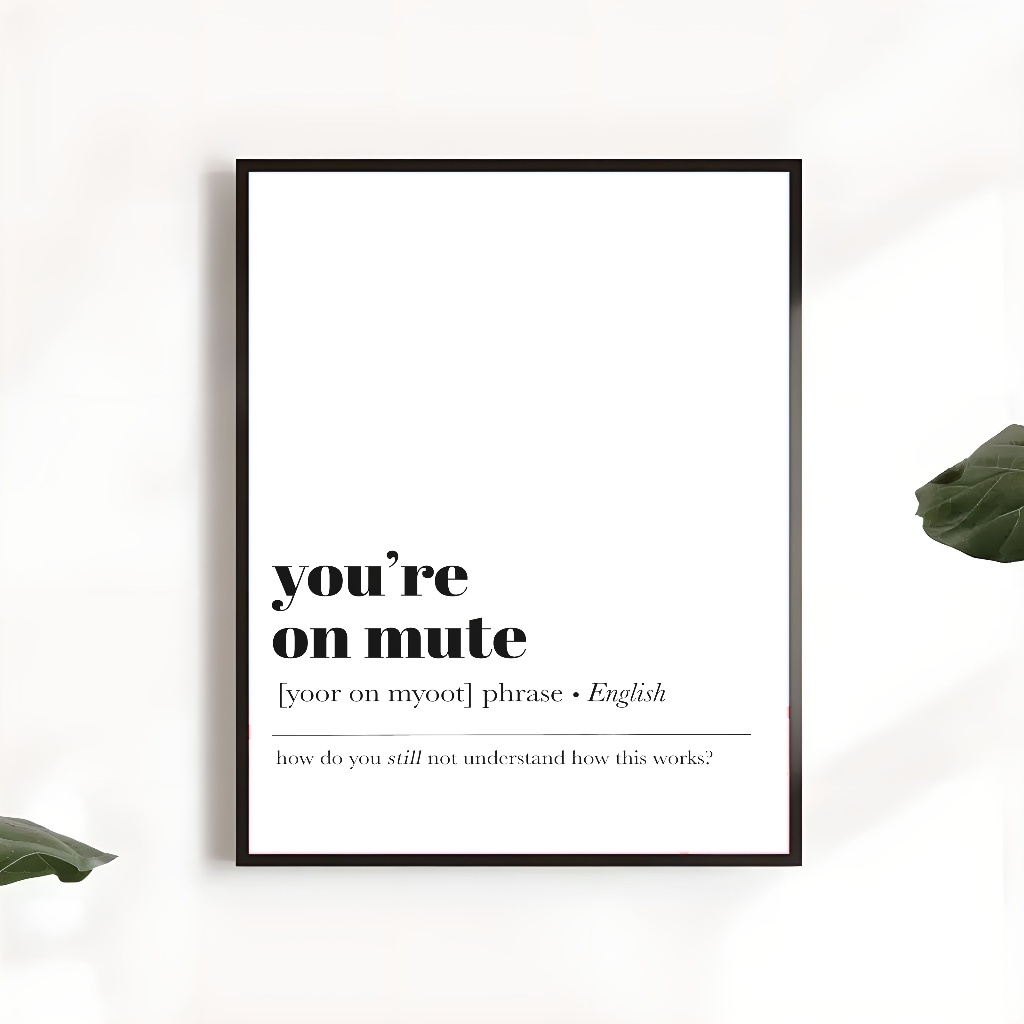 you’re
on mute
[yoor on myoot] phrase • English
how do you still not understand how this works?